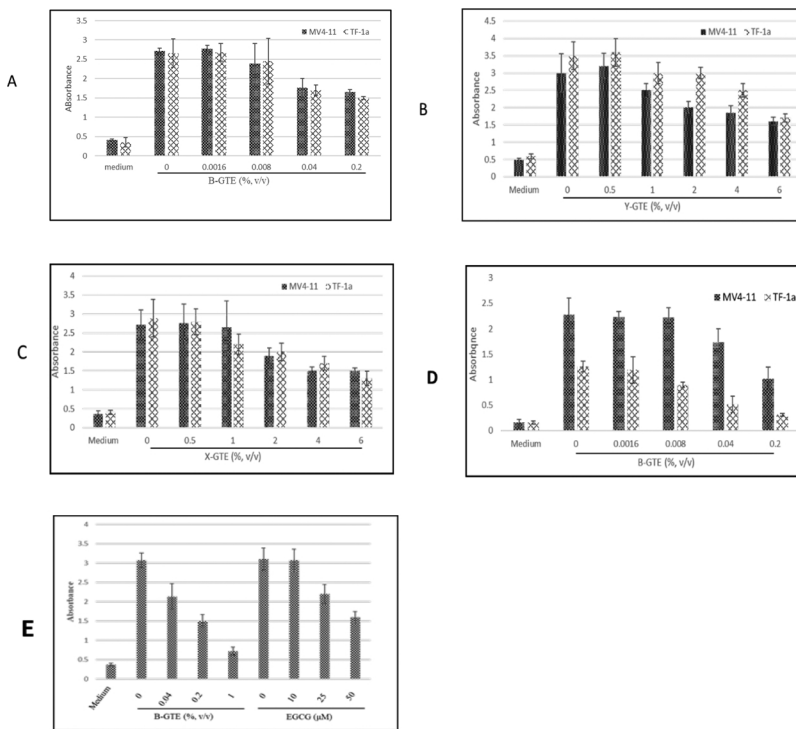 A
MV4-11 TF-1a
3.5
3
2.5
2
1.5
1
0.5
0
Absorbance
medium 0 0.0016 0.008 0.04 0.2
B-GTE (%, v/v)
B
MV4-11 TF-1a
4.5
4
3.5
3
2.5
2
1.5
1
0.5
0
Absorbance
Medium 0 0.5 1 2 4 6
Y-GTE (%, v/v)
C
MV4-11 TF-1a
4
3.5
3
2.5
2
1.5
1
0.5
0
Absorbance
Medium 0 0.5 1 2 4 6
X-GTE (%, v/v)
D
MV4-11 TF-1a
3
2.5
2
1.5
1
0.5
0
Absorbqnce
Medium 0 0.0016 0.008 0.04 0.2
B-GTE (%, v/v)
E
4
3.5
3
2.5
2
1.5
1
0.5
0
Absorbance
Medium 0 0.04 0.2 1 0 10 25 50
B-GTE (%, v/v) EGCG (µM)